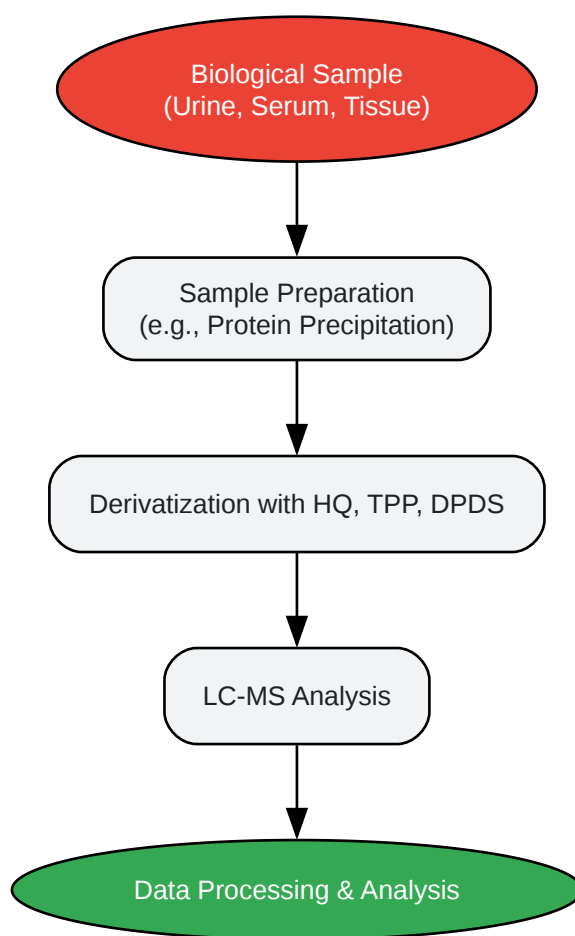 Biological Sample
(Urine, Serum, Tissue)
Sample Preparation
(e.g., Protein Precipitation)
Derivatization with HQ, TPP, DPDS
LC-MS Analysis
Data Processing & Analysis